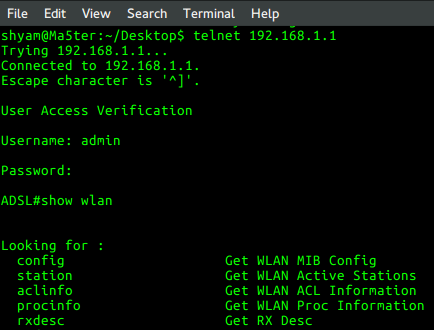 File Edit View Search Terminal Help
shyam@Ma5ter:~/Desktop$ telnet 192.168.1.1
Trying 192.168.1.1...
Connected to 192.168.1.1.
Escape character is '^]'.
User Access Verification
Username: admin
Password:
ADSL#show wlan
Looking for :
config Get WLAN MIB Config
station Get WLAN Active Stations
aclinfo Get WLAN ACL Information
procinfo Get WLAN Proc Information
rxdesc Get RX Desc